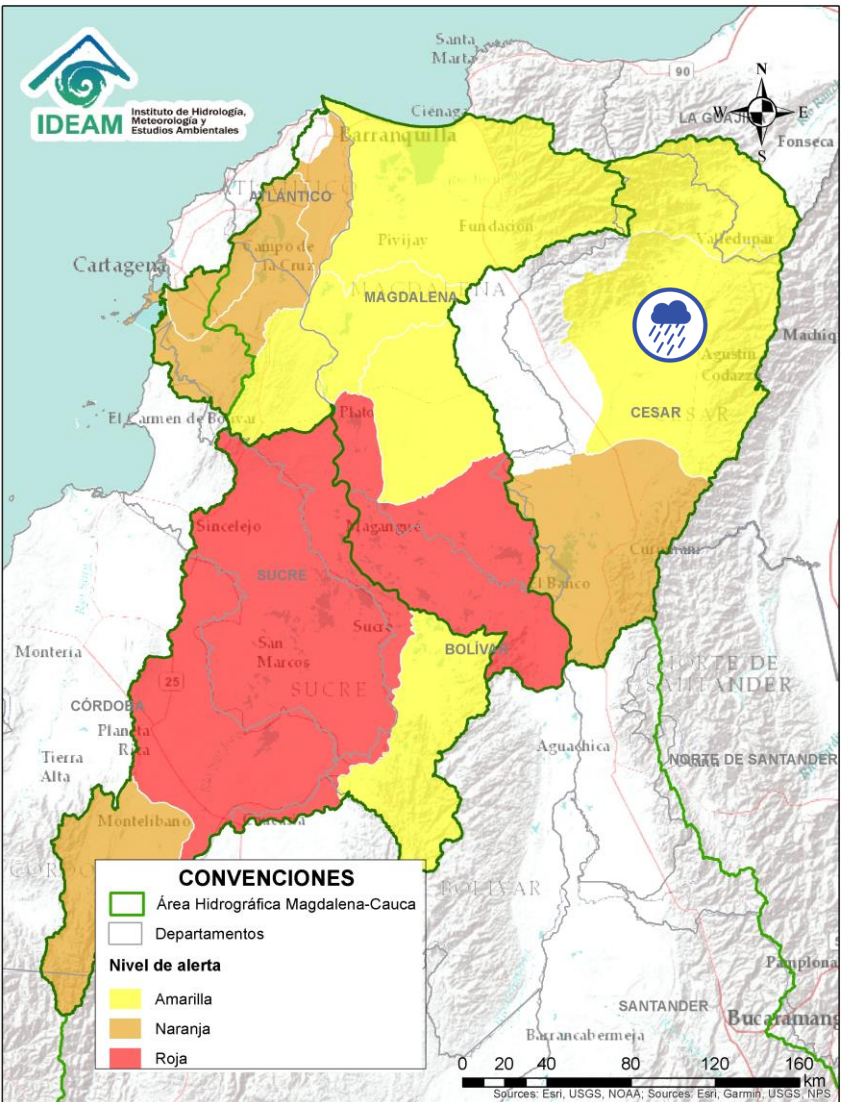 IDEAM
Instituto de Hidrología,
Meteorología y
Estudios Ambientales
Santa
Marta
90
N
W
E
S
Ciénaga
LA GUAJIRA
Fonseca
Barranquilla
ATLÁNTICO
ATLÁNTICO
Fundación
Valledupar
Campo de
la Cruz
Pivijay
Cartagena
MAGDALENA
MAGDALENA
Agustín
Codazzi
CESAR
CESAR
El Carmen de Bolívar
Plato
Sincelejo
Magangué
SUCRE
El Banco
Sucre
San
Marcos
BOLÍVAR
Montería
SUCRE
25
NORTE DE
SANTANDER
CÓRDOBA
Planeta
Rica
Aguachica
NORTE DE SANTANDER
Tierra
Alta
Montelíbano
BOLÍVAR
CONVENCIONES
Área Hidrográfica Magdalena-Cauca
Departamentos
Nivel de alerta
Amarilla
Naranja
Roja
Pamplona
SANTANDER
Bucaramang
Barrancabermeja
0 20 40 80 120 160
km
Sources: Esri, USGS, NOAA; Sources: Esri, Garmin, USGS, NPS